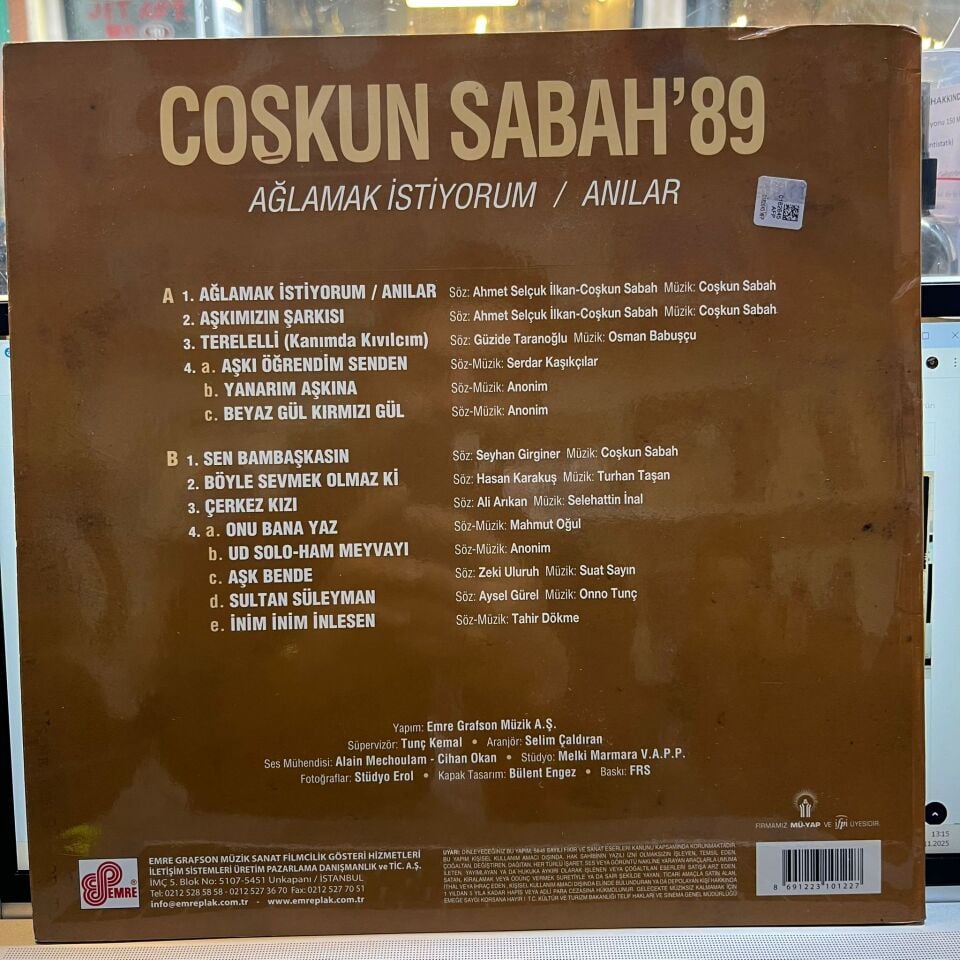 COŞKUN SABAH'89
AĞLAMAK İSTİYORUM / ANILAR
A 1. AĞLAMAK İSTİYORUM / ANILAR Söz: Ahmet Selçuk İlkan-Coşkun Sabah Müzik: Coşkun Sabah
2. AŞKIMIZIN ŞARKISI Söz: Ahmet Selçuk İlkan-Coşkun Sabah Müzik: Coşkun Sabah
3. TERELELLİ (Kanımda Kıvılcım) Söz: Güzide Taranoğlu Müzik: Osman Babuşçu
4. a. AŞKI ÖĞRENDİM SENDEN Söz-Müzik: Serdar Kaşıkçılar
b. YANARIM AŞKINA Söz-Müzik: Anonim
c. BEYAZ GÜL KIRMIZI GÜL Söz-Müzik: Anonim
B 1. SEN BAMBAŞKASIN Söz: Seyhan Girginer Müzik: Coşkun Sabah
2. BÖYLE SEVMEK OLMAZ Kİ Söz: Hasan Karakuş Müzik: Turhan Taşan
3. ÇERKEZ KIZI Söz: Ali Arıkan Müzik: Selehattin İnal
4. a. ONU BANA YAZ Söz-Müzik: Mahmut Oğul
b. UD SOLO-HAM MEYVAYI Söz-Müzik: Anonim
c. AŞK BENDE Söz: Zeki Uluruh Müzik: Suat Sayın
d. SULTAN SÜLEYMAN Söz: Aysel Gürel Müzik: Onno Tunç
e. İNİM İNİM İNLESEN Söz-Müzik: Tahir Dökme
Yapım: Emre Grafson Müzik A.Ş.
Süpervizör: Tunç Kemal • Aranjör: Selim Çaldıran
Ses Mühendisi: Alain Mechoulam - Cihan Okan • Stüdyo: Melki Marmara V.A.P.P.
Fotoğraflar: Stüdyo Erol • Kapak Tasarım: Bülent Engez • Baskı: FRS
FİRMAMIZ MÜ-YAP VE ifpi ÜYESİDİR.
EMRE
EMRE GRAFSON MÜZİK SANAT FİLMCİLİK GÖSTERİ HİZMETLERİ
İLETİŞİM SİSTEMLERİ ÜRETİM PAZARLAMA DANIŞMANLIK ve TİC. A.Ş.
İMÇ 5. Blok No: 5107-5451 Unkapanı / İSTANBUL
Tel: 0212 528 58 58 - 0212 527 36 70 Fax: 0212 527 70 51
info@emreplak.com.tr - www.emreplak.com.tr
8 691223 101227
HAKKIND
13:15